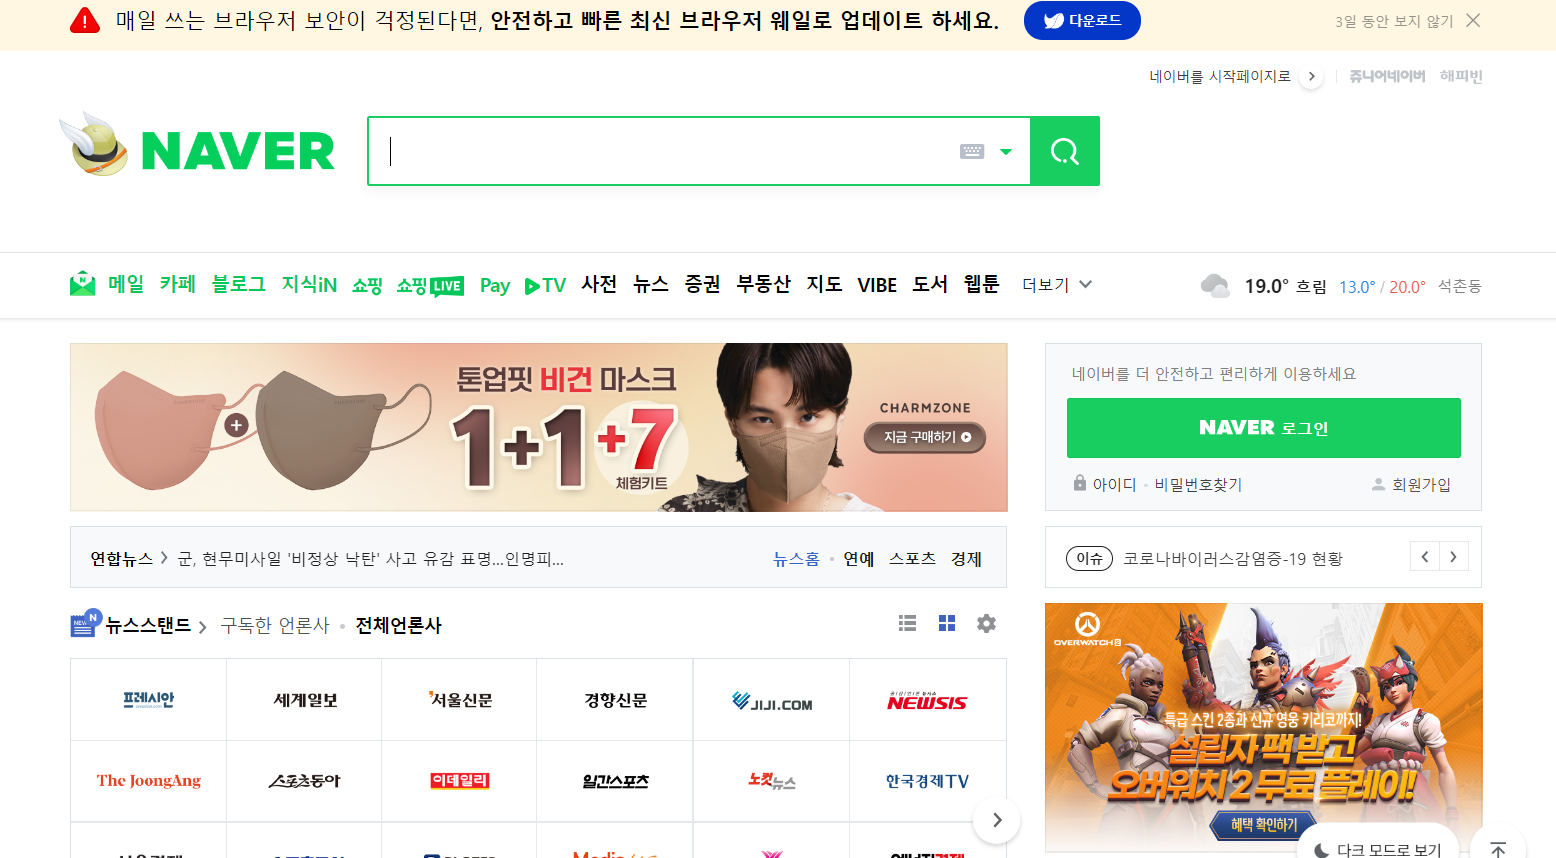 매일 쓰는 브라우저 보안이 걱정된다면, 안전하고 빠른 최신 브라우저 웨일로 업데이트 하세요. 다운로드 3일 동안 보지 않기
네이버를 시작페이지로 쥬니어네이버 해피빈
NAVER
메일 카페 블로그 지식iN 쇼핑 쇼핑 LIVE Pay TV 사전 뉴스 증권 부동산 지도 VIBE 도서 웹툰 더보기 19.0° 흐림 13.0° / 20.0° 석촌동
톤업핏 비건 마스크
1+1+7
체험키트
CHARMZONE
지금 구매하기
네이버를 더 안전하고 편리하게 이용하세요
NAVER 로그인
아이디 · 비밀번호찾기 회원가입
연합뉴스 > 군, 현무미사일 '비정상 낙탄' 사고 유감 표명...인명피... 뉴스홈 · 연예 스포츠 경제
이슈 코로나바이러스감염증-19 현황
NEW N 뉴스스탠드 > 구독한 언론사 · 전체언론사
프레시안 세계일보 서울신문 경향신문 JIJI.COM NEWSIS
The JoongAng 스포츠동아 이데일리 일간스포츠 노컷뉴스 한국경제TV
OVERWATCH 2
특급 스킨 2종과 신규 영웅 키리코까지!
설립자 팩 받고
오버워치 2 무료 플레이!
혜택 확인하기
다크 모드로 보기